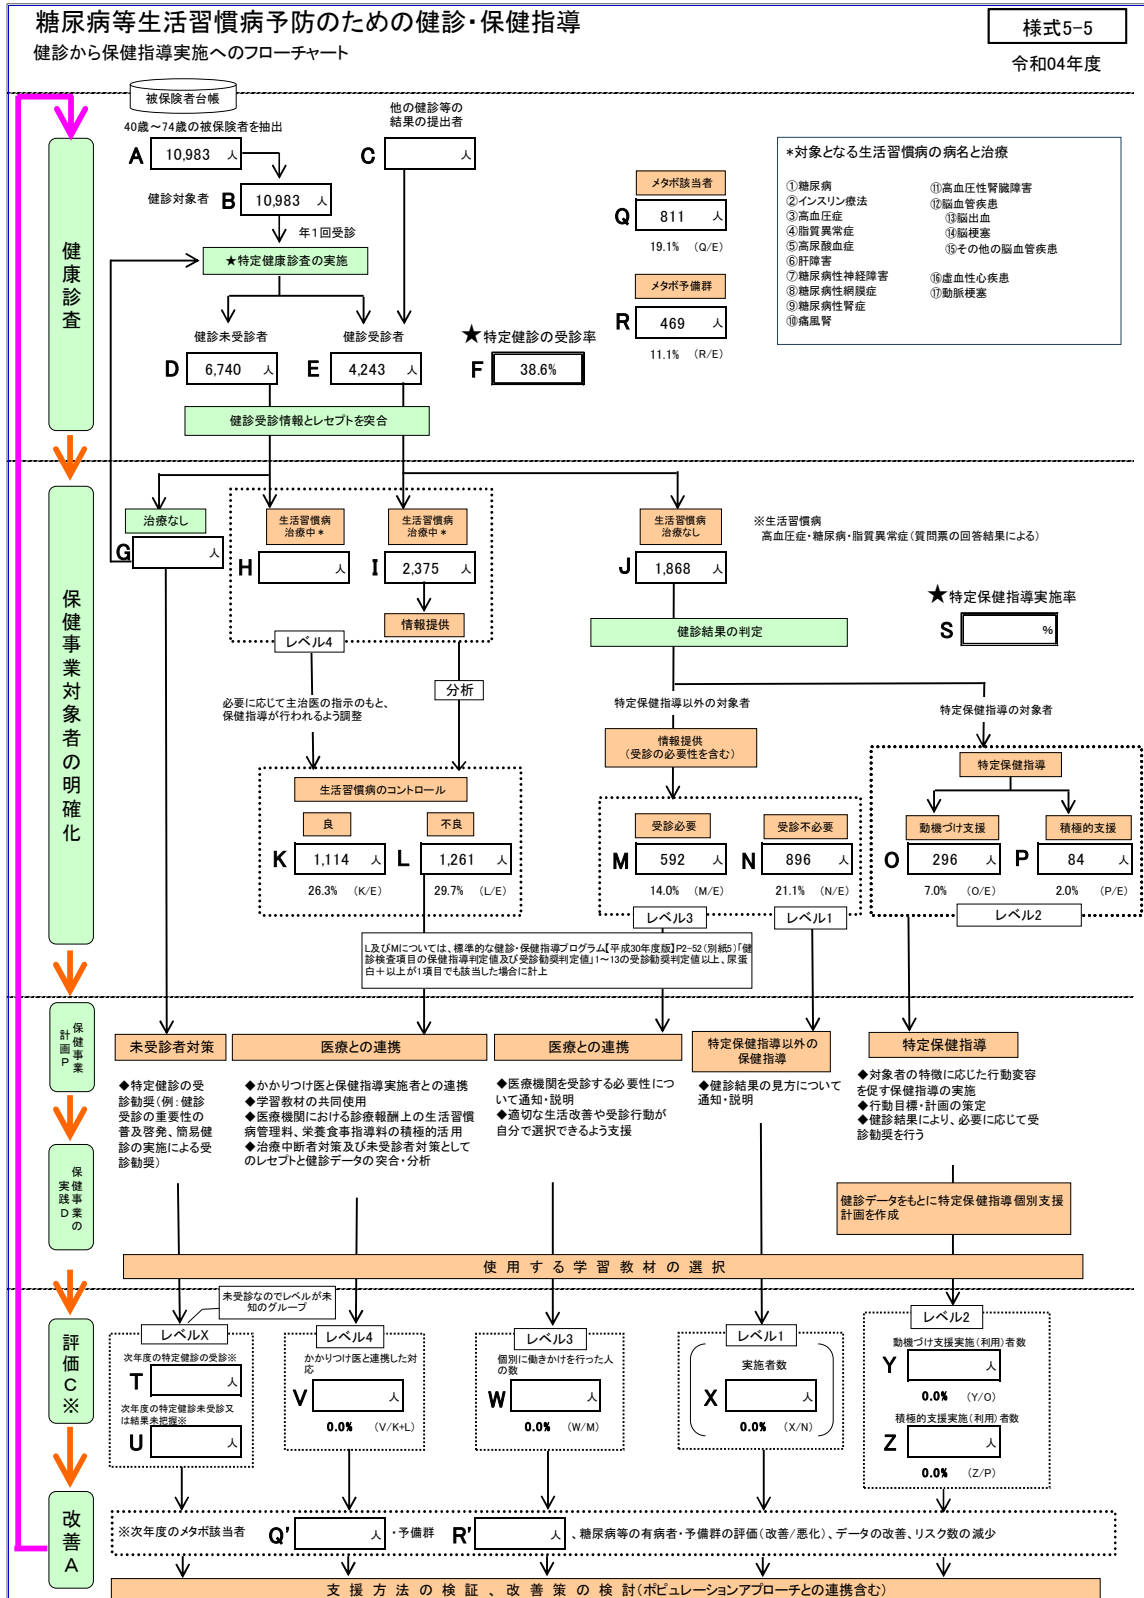 糖尿病等生活習慣病予防のための健診・保健指導
健診から保健指導実施へのフローチャート
様式5-5
令和04年度
被保険者台帳
40歳～74歳の被保険者を抽出
A 10,983 人
他の健診等の
結果の提出者
C 人
健診対象者 B 10,983 人
年1回受診
★特定健康診査の実施
健診未受診者
D 6,740 人
健診受診者
E 4,243 人
★特定健診の受診率
F 38.6%
メタボ該当者
Q 811 人
19.1% (Q/E)
メタボ予備群
R 469 人
11.1% (R/E)
*対象となる生活習慣病の病名と治療
①糖尿病
②インスリン療法
③高血圧症
④脂質異常症
⑤高尿酸血症
⑥肝障害
⑦糖尿病性神経障害
⑧糖尿病性網膜症
⑨糖尿病性腎症
⑩痛風腎
⑪高血圧性腎臓障害
⑫脳血管疾患
⑬脳出血
⑭脳梗塞
⑮その他の脳血管疾患
⑯虚血性心疾患
⑰動脈梗塞
健診受診情報とレセプトを突合
健康診査
治療なし
G 人
生活習慣病
治療中*
H 人
生活習慣病
治療中*
I 2,375 人
情報提供
レベル4
分析
生活習慣病
治療なし
J 1,868 人
※生活習慣病
高血圧症・糖尿病・脂質異常症(質問票の回答結果による)
★特定保健指導実施率
S %
健診結果の判定
必要に応じて主治医の指示のもと、
保健指導が行われるよう調整
特定保健指導以外の対象者
特定保健指導の対象者
情報提供
(受診の必要性を含む)
特定保健指導
生活習慣病のコントロール
良
K 1,114 人
26.3% (K/E)
不良
L 1,261 人
29.7% (L/E)
受診必要
M 592 人
14.0% (M/E)
レベル3
受診不必要
N 896 人
21.1% (N/E)
レベル1
動機づけ支援
O 296 人
7.0% (O/E)
積極的支援
P 84 人
2.0% (P/E)
レベル2
L及びMについては、標準的な健診・保健指導プログラム【平成30年度版】P2-52(別紙5)「健
診検査項目の保健指導判定値及び受診勧奨判定値」1～13の受診勧奨判定値以上、尿蛋
白＋以上が1項目でも該当した場合に計上
保健事業対象者の明確化
保健事業
計画P
未受診者対策
医療との連携
医療との連携
特定保健指導以外の
保健指導
特定保健指導
◆特定健診の受
診勧奨(例:健診
受診の重要性の
普及啓発、簡易健
診の実施による受
診勧奨)
◆かかりつけ医と保健指導実施者との連携
◆学習教材の共同使用
◆医療機関における診療報酬上の生活習慣
病管理料、栄養食事指導料の積極的活用
◆治療中断者対策及び未受診者対策として
のレセプトと健診データの突合・分析
◆医療機関を受診する必要性につ
いて通知・説明
◆適切な生活改善や受診行動が
自分で選択できるよう支援
◆健診結果の見方について
通知・説明
◆対象者の特徴に応じた行動変容
を促す保健指導の実施
◆行動目標・計画の策定
◆健診結果により、必要に応じて受
診勧奨を行う
保健事業の
実践D
健診データをもとに特定保健指導個別支援
計画を作成
使用する学習教材の選択
未受診なのでレベルが未
知のグループ
評価C※
レベルX
次年度の特定健診の受診※
T 人
次年度の特定健診未受診又
は結果未把握※
U 人
レベル4
かかりつけ医と連携した対
応
V 人
0.0% (V/K+L)
レベル3
個別に働きかけを行った人
の数
W 人
0.0% (W/M)
レベル1
実施者数
X 人
0.0% (X/N)
レベル2
動機づけ支援実施(利用)者数
Y 人
0.0% (Y/O)
積極的支援実施(利用)者数
Z 人
0.0% (Z/P)
改善A
※次年度のメタボ該当者 Q' 人 ・予備群 R' 人 、糖尿病等の有病者・予備群の評価(改善/悪化)、データの改善、リスク数の減少
支援方法の検証、改善策の検討(ポピュレーションアプローチとの連携含む)